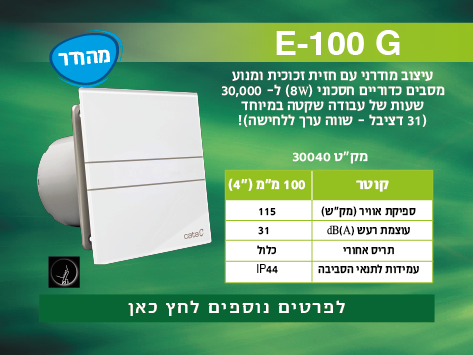 מהודר
E-100 G
עיצוב מודרני עם חזית זכוכית ומנוע
מסבים כדוריים חסכוני (8W) ל- 30,000
שעות של עבודה שקטה במיוחד
(31 דציבל - שווה ערך ללחישה)!
מק"ט 30040
קוטר 100 מ"מ (4")
ספיקת אוויר (מק"ש) 115
עוצמת רעש dB(A) 31
תריס אחורי כלול
עמידות לתנאי הסביבה IP44
cata
לפרטים נוספים לחץ כאן